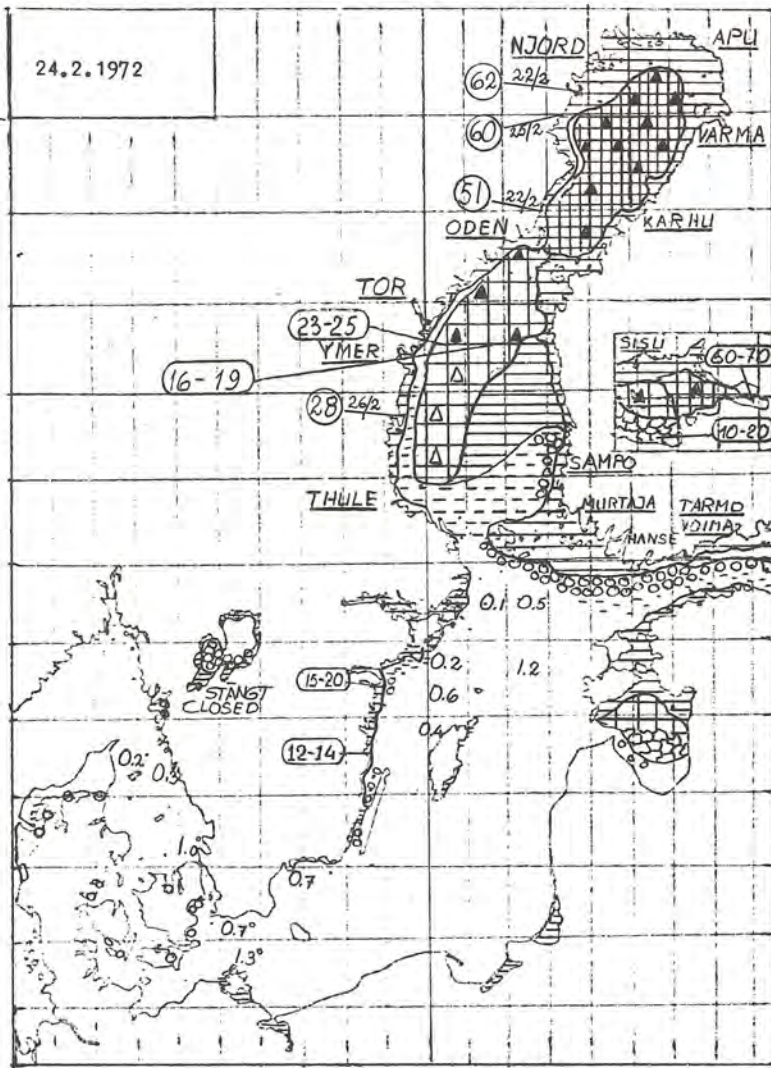 24.2.1972
NJORD
APU
62 22/2
60 25/2
VARMA
51 22/2
ODEN
KARHU
TOR
23-25
YMER
SISU
60-70
16-19
28 26/2
10-20
SAMPO
THULE
MURTAJA
TARMO
VOIMA
HANSE
0.1 0.5
0.2
1.2
15-20
STÄNGT
CLOSED
0.6
0.4
12-14
0.2°
0.7
0.7°
1.3°